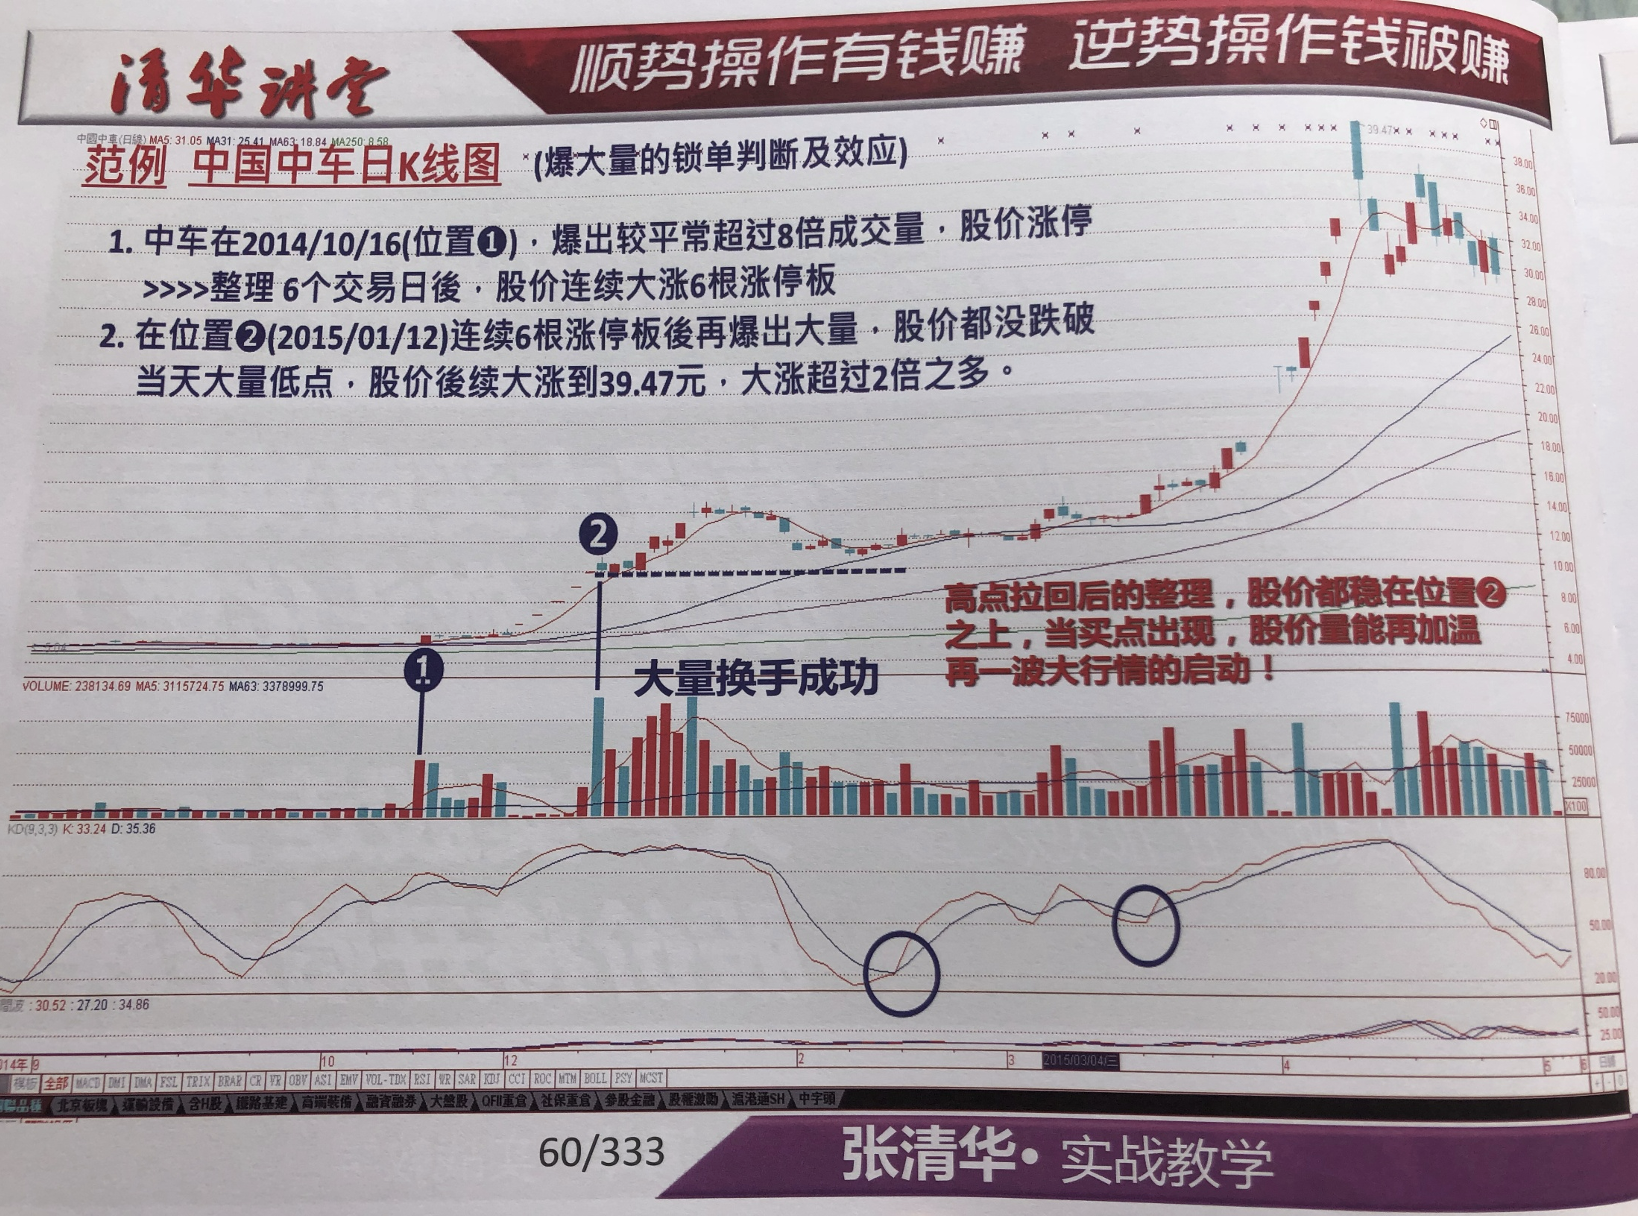 清华讲堂
顺势操作有钱赚 逆势操作钱被赚
中國中車(日線) MA5: 31.05 MA31: 25.41 MA63: 18.84 MA250: 8.58
范例 中国中车日K线图 (爆大量的锁单判断及效应)
1. 中车在2014/10/16(位置❶)，爆出较平常超过8倍成交量，股价涨停
>>>>整理 6个交易日後，股价连续大涨6根涨停板
2. 在位置❷(2015/01/12)连续6根涨停板後再爆出大量，股价都没跌破
当天大量低点，股价後续大涨到39.47元，大涨超过2倍之多。
39.47
38.00
36.00
34.00
32.00
30.00
28.00
26.00
24.00
22.00
20.00
18.00
16.00
14.00
12.00
10.00
8.00
6.00
4.00
❷
❶
高点拉回后的整理，股价都稳在位置❷
之上，当买点出现，股价量能再加温
再一波大行情的启动！
大量换手成功
VOLUME: 238134.69 MA5: 3115724.75 MA63: 3378999.75
75000
50000
25000
X100
KD(9,3,3) K: 33.24 D: 35.36
80.00
50.00
20.00
: 30.52 : 27.20 : 34.86
50.00
25.00
014年 9 10 12 2 3 2015/03/04(三 4 5 6 日線
模板 全部 MACD DMI DMA FSL TRIX BRAR CR VR OBV ASI EMV VOL-TDX RSI WR SAR KDJ CCI ROC MTM BOLL PSY MCST
北京板塊 運輸設備 含H股 鐵路基建 高端裝備 融資融券 大盤股 QFII重倉 社保重倉 參股金融 股權激勵 滬港通SH 中字頭
60/333
张清华·实战教学